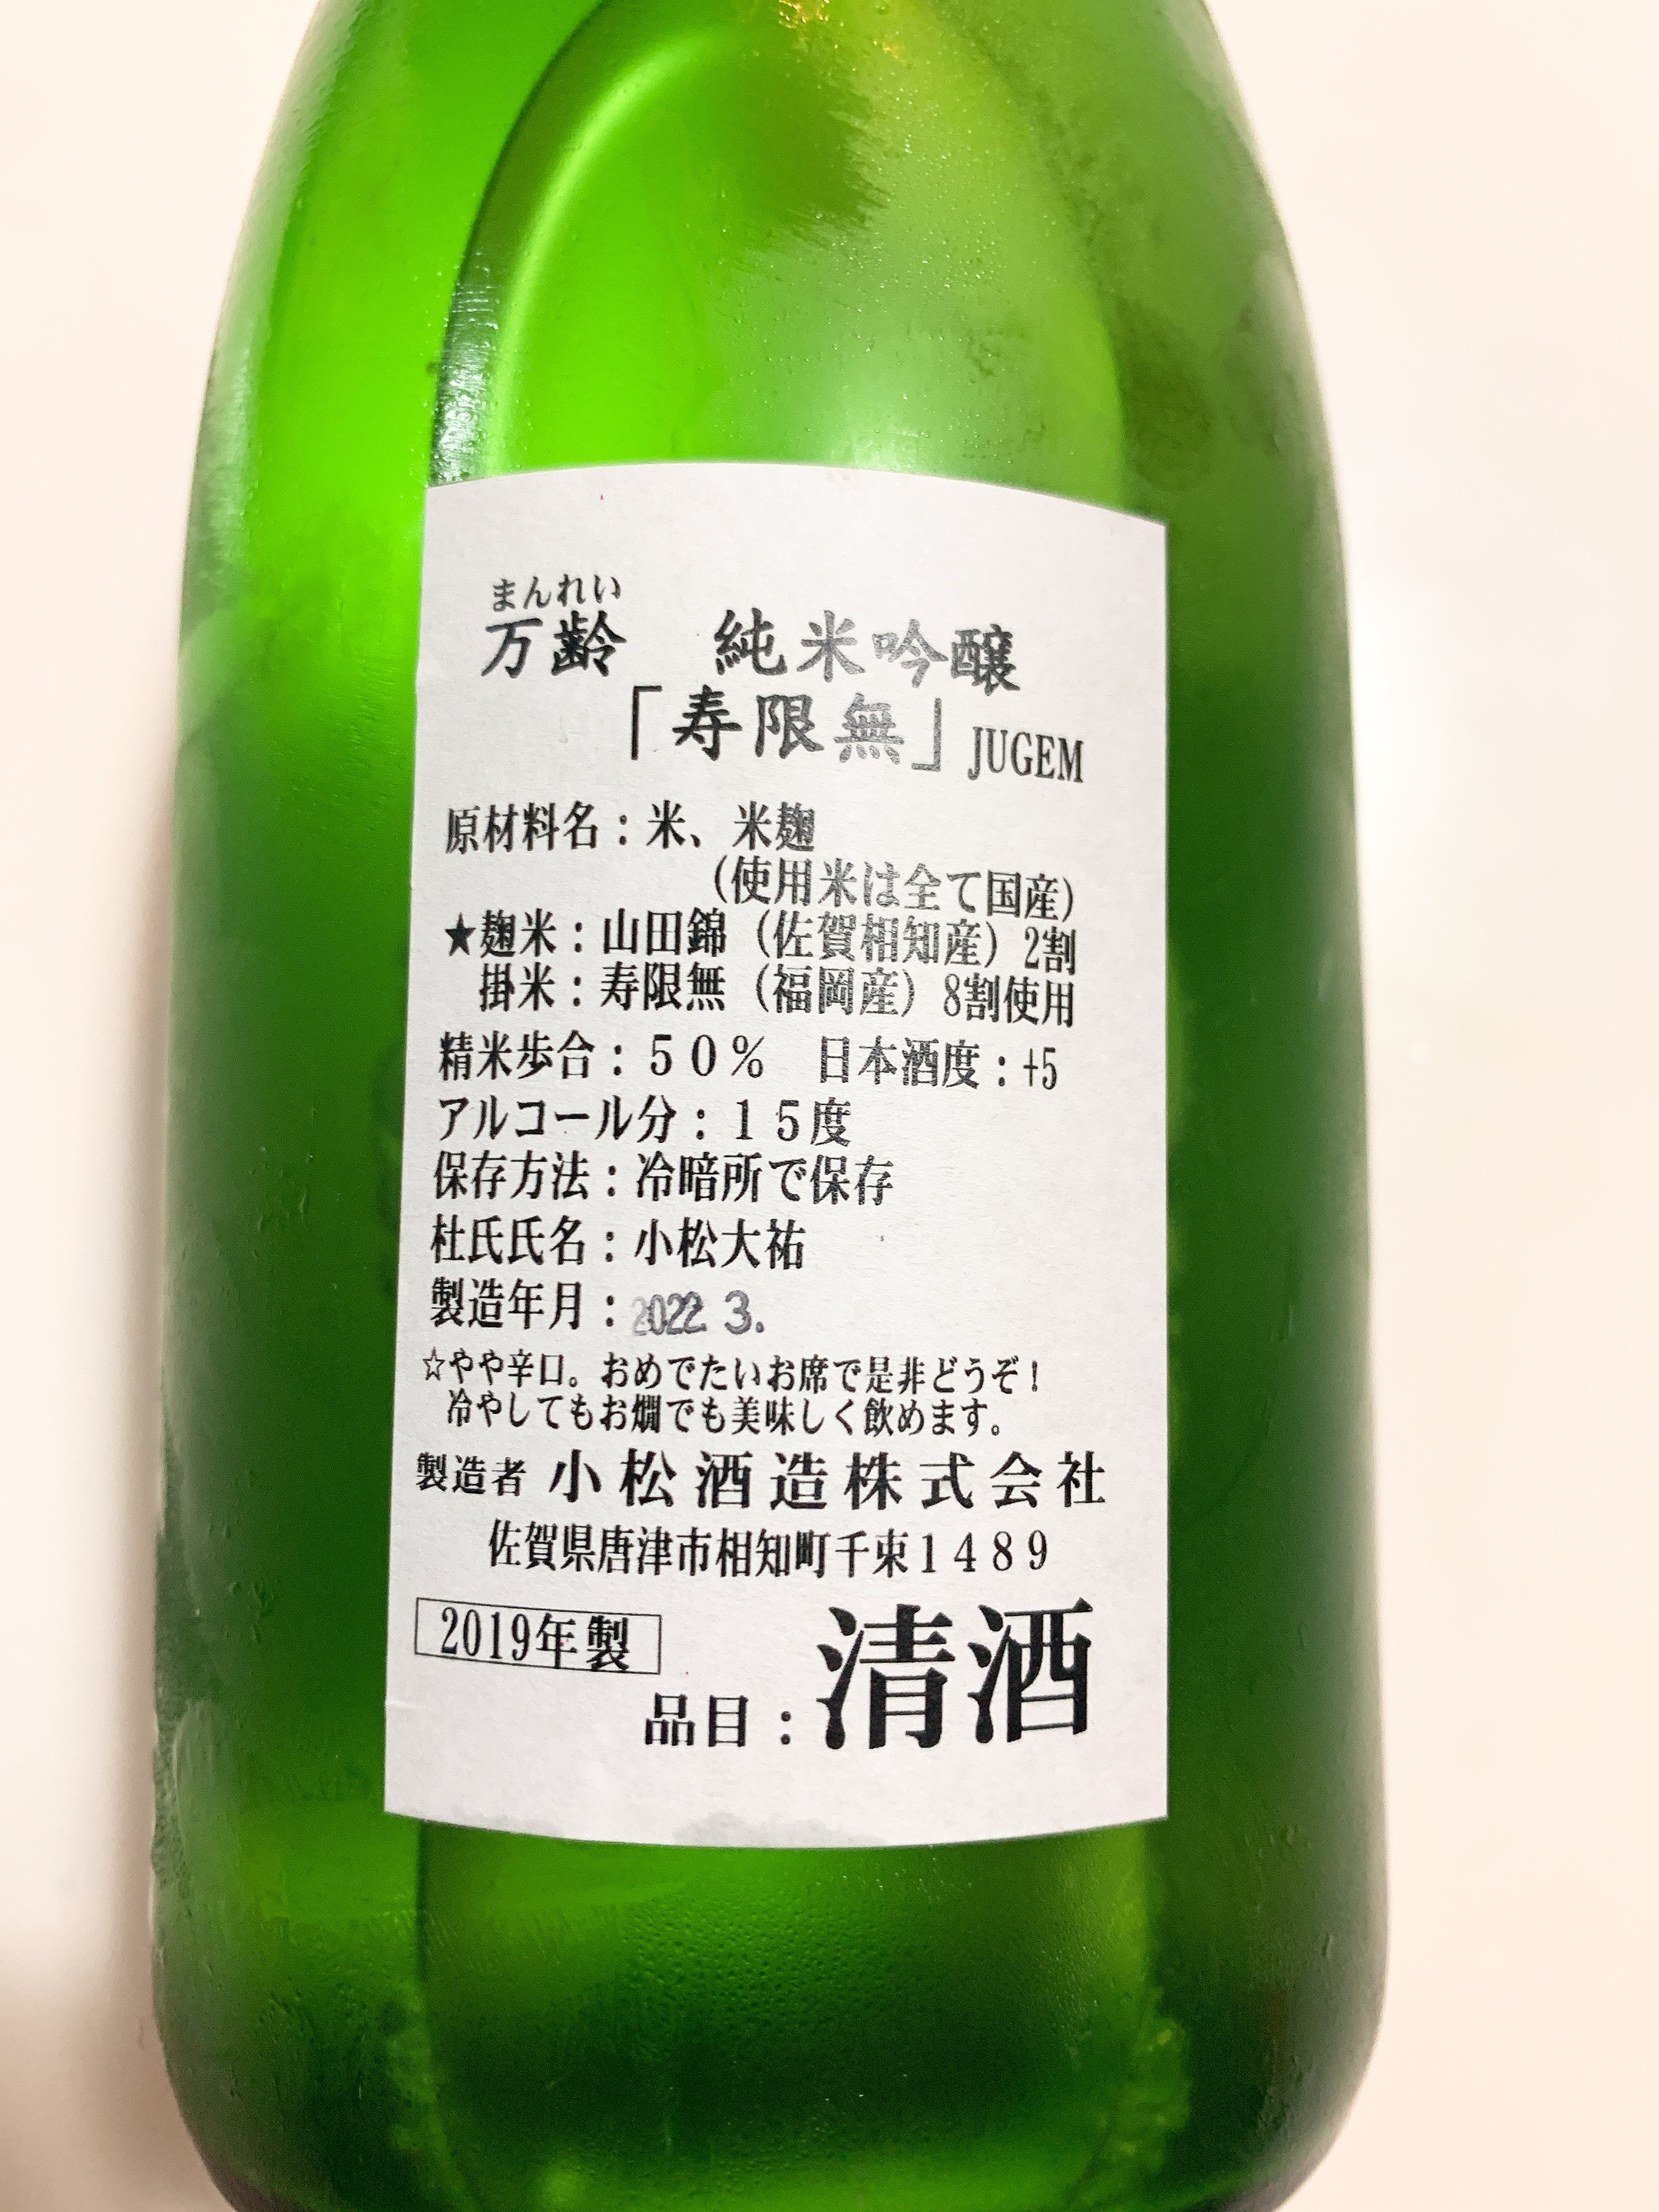 まんれい
万齢　純米吟醸
「寿限無」JUGEM
原材料名：米、米麹
（使用米は全て国産）
★麹米：山田錦（佐賀相知産）2割
掛米：寿限無（福岡産）8割使用
精米歩合：５０％　日本酒度：+5
アルコール分：１５度
保存方法：冷暗所で保存
杜氏氏名：小松大祐
製造年月：2022. 3.
☆やや辛口。おめでたいお席で是非どうぞ！
冷やしてもお燗でも美味しく飲めます。
製造者 小松酒造株式会社
佐賀県唐津市相知町千束１４８９
2019年製
品目：清酒